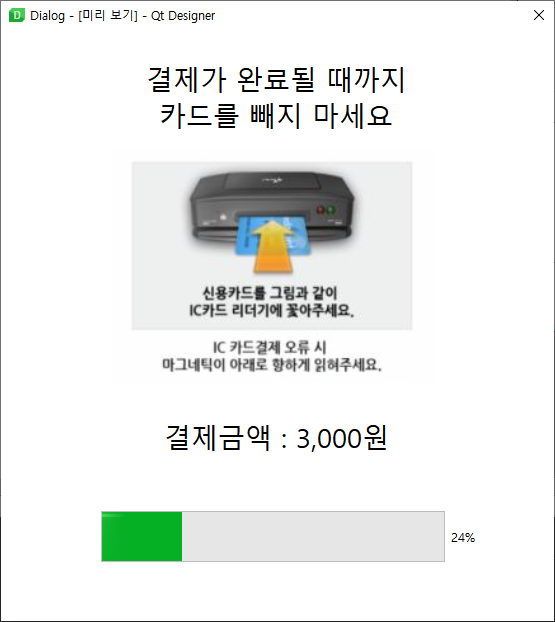 Dialog - [미리 보기] - Qt Designer
결제가 완료될 때까지
카드를 빼지 마세요
신용카드를 그림과 같이
IC카드 리더기에 꽂아주세요.
IC 카드결제 오류 시
마그네틱이 아래로 향하게 읽혀주세요.
결제금액 : 3,000원
24%